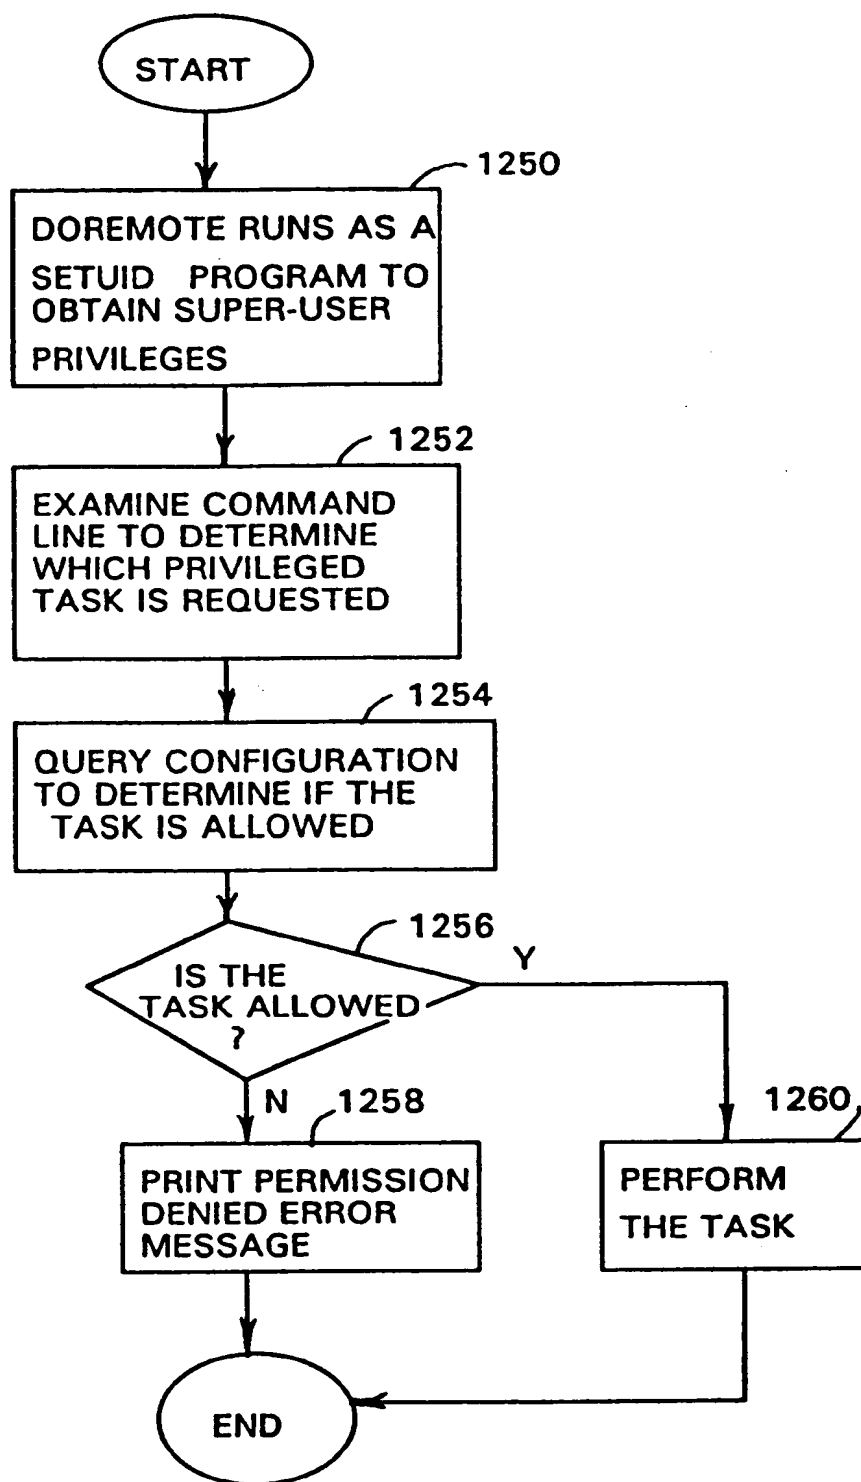 START
1250
DOREMOTE RUNS AS A
SETUID PROGRAM TO
OBTAIN SUPER-USER
PRIVILEGES
1252
EXAMINE COMMAND
LINE TO DETERMINE
WHICH PRIVILEGED
TASK IS REQUESTED
1254
QUERY CONFIGURATION
TO DETERMINE IF THE
TASK IS ALLOWED
1256
IS THE
TASK ALLOWED
?
Y
N
1258
PRINT PERMISSION
DENIED ERROR
MESSAGE
1260
PERFORM
THE TASK
END